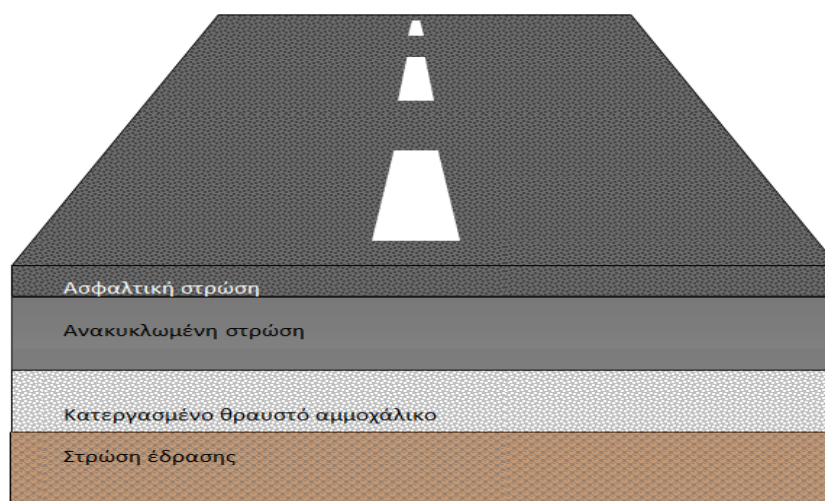 Ασφαλτική στρώση
Ανακυκλωμένη στρώση
Κατεργασμένο θραυστό αμμοχάλικο
Στρώση έδρασης